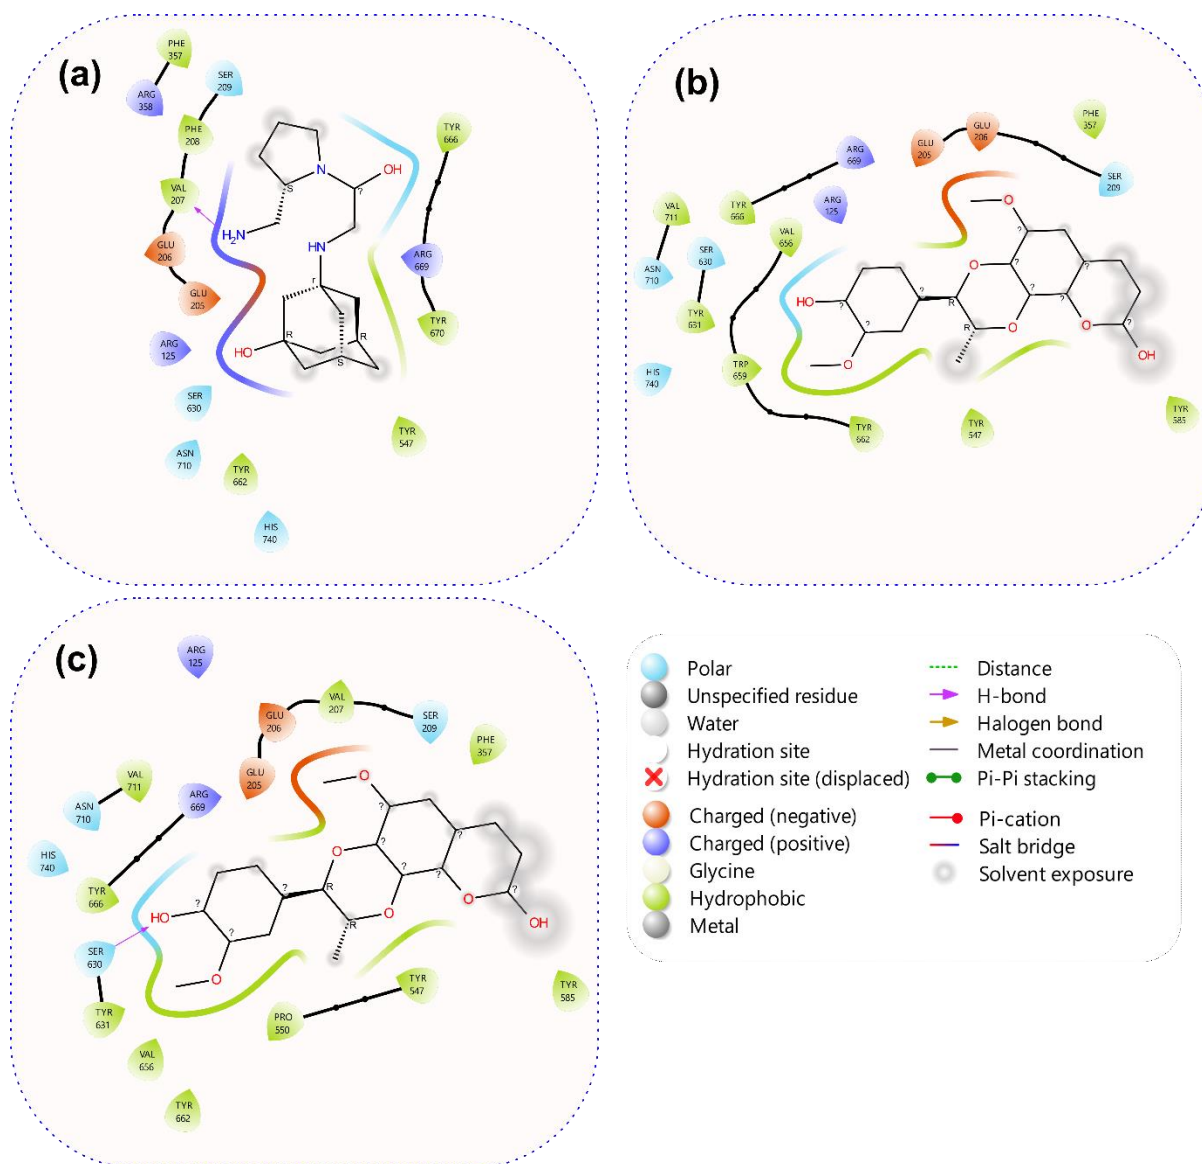 (a)
PHE
357
ARG
358
SER
209
PHE
208
VAL
207
GLU
206
GLU
205
ARG
125
SER
630
ASN
710
TYR
662
HIS
740
TYR
547
TYR
666
ARG
669
TYR
670
N
OH
?
S
H2N
HN
r
R
R
HO
S
(b)
PHE
357
GLU
206
GLU
205
SER
209
ARG
669
ARG
125
VAL
711
TYR
666
VAL
656
SER
630
ASN
710
TYR
631
HIS
740
TRP
659
TYR
662
TYR
547
TYR
585
O
?
?
O
?
?
?
HO
?
?
R
?
R
O
O
?
O
OH
(c)
ARG
125
VAL
207
GLU
206
SER
209
PHE
357
GLU
205
VAL
711
ARG
669
ASN
710
HIS
740
TYR
666
SER
630
TYR
631
VAL
656
TYR
662
PRO
550
TYR
547
TYR
585
O
?
?
O
?
?
?
HO
?
?
R
?
R
O
O
?
O
OH
Polar
Unspecified residue
Water
Hydration site
Hydration site (displaced)
Charged (negative)
Charged (positive)
Glycine
Hydrophobic
Metal
Distance
H-bond
Halogen bond
Metal coordination
Pi-Pi stacking
Pi-cation
Salt bridge
Solvent exposure